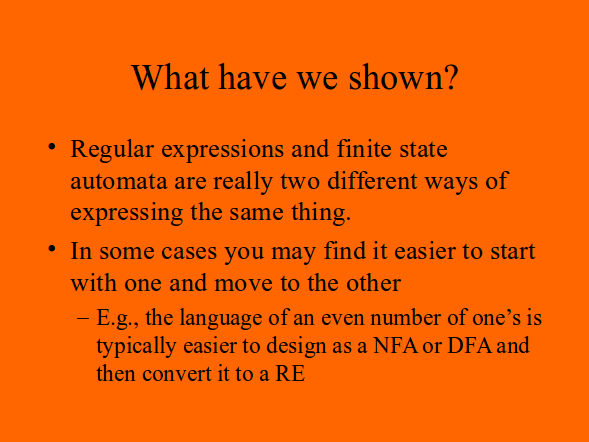 What have we shown?
• Regular expressions and finite state
automata are really two different ways of
expressing the same thing.
• In some cases you may find it easier to start
with one and move to the other
– E.g., the language of an even number of one’s is
typically easier to design as a NFA or DFA and
then convert it to a RE